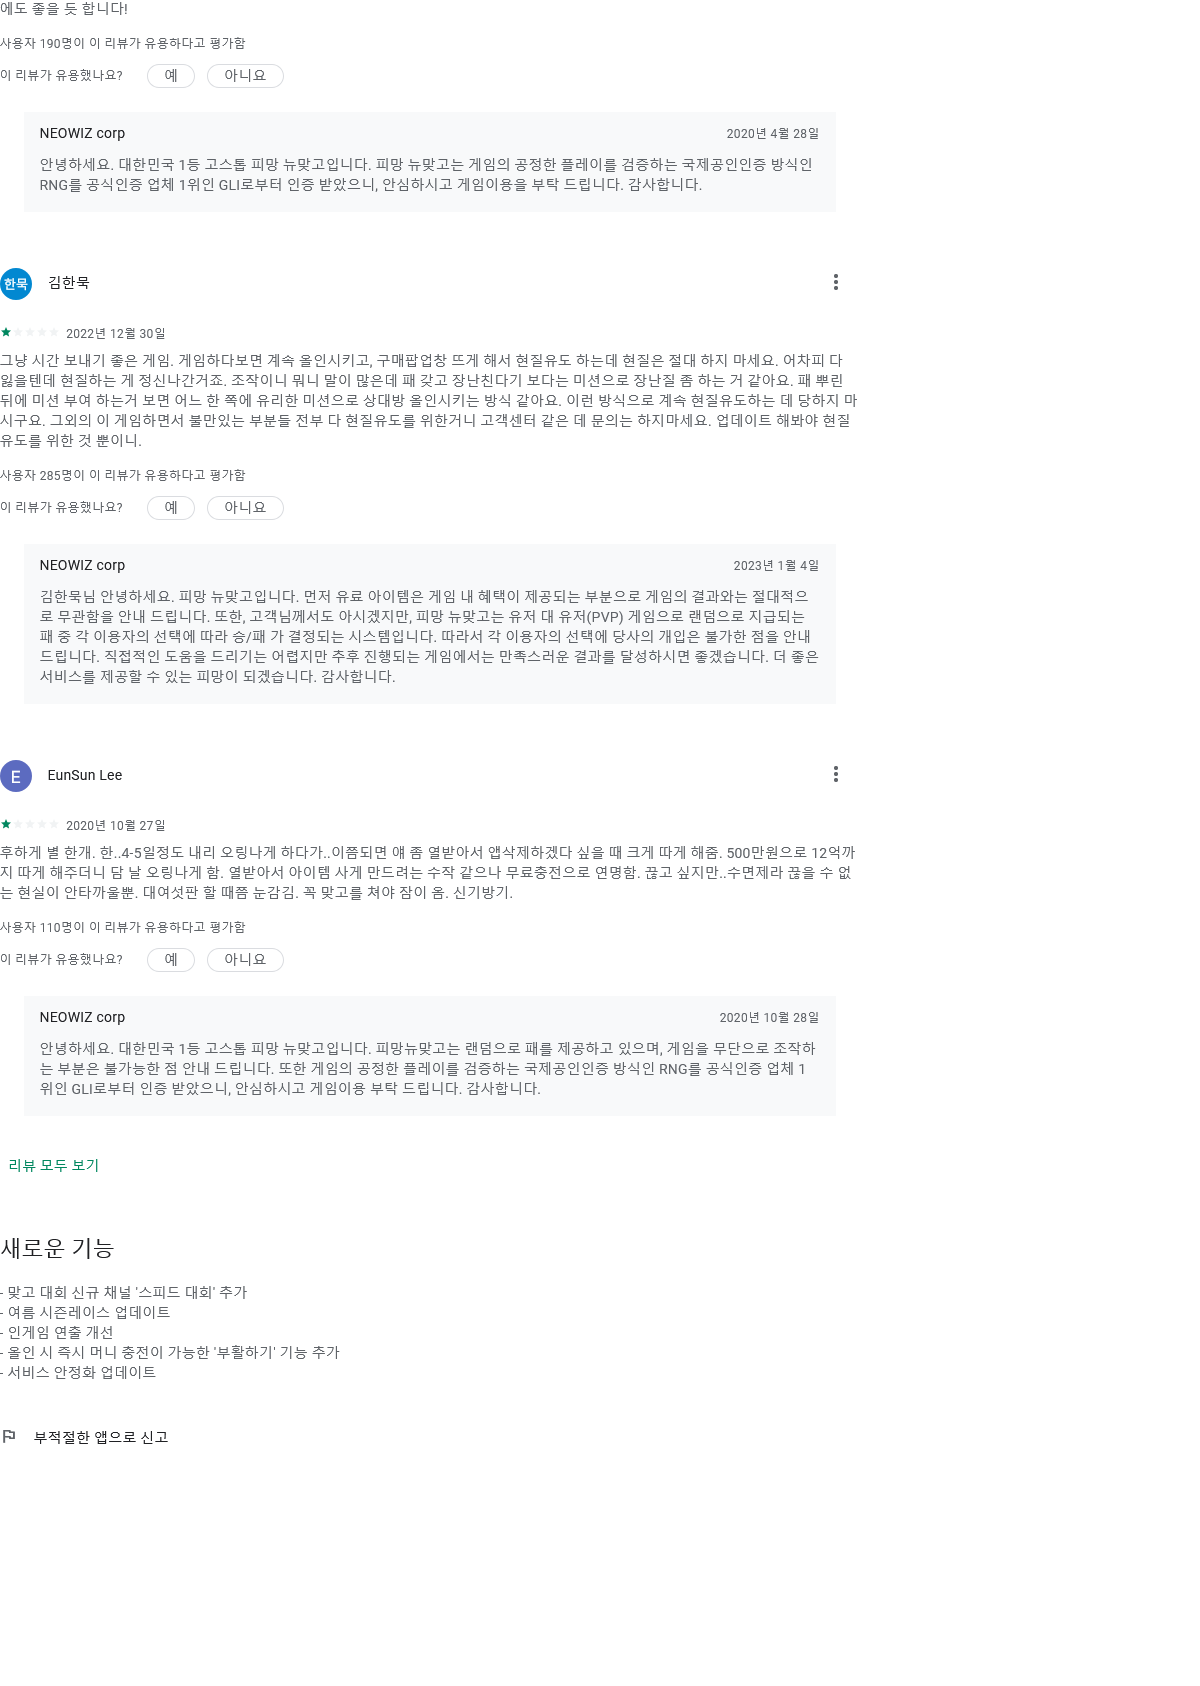 에도 좋을 듯 합니다!
사용자 190명이 이 리뷰가 유용하다고 평가함
이 리뷰가 유용했나요?
예
아니요
NEOWIZ corp
2020년 4월 28일
안녕하세요. 대한민국 1등 고스톱 피망 뉴맞고입니다. 피망 뉴맞고는 게임의 공정한 플레이를 검증하는 국제공인인증 방식인
RNG를 공식인증 업체 1위인 GLI로부터 인증 받았으니, 안심하시고 게임이용을 부탁 드립니다. 감사합니다.
한묵
김한묵
2022년 12월 30일
그냥 시간 보내기 좋은 게임. 게임하다보면 계속 올인시키고, 구매팝업창 뜨게 해서 현질유도 하는데 현질은 절대 하지 마세요. 어차피 다
잃을텐데 현질하는 게 정신나간거죠. 조작이니 뭐니 말이 많은데 패 갖고 장난친다기 보다는 미션으로 장난질 좀 하는 거 같아요. 패 뿌린
뒤에 미션 부여 하는거 보면 어느 한 쪽에 유리한 미션으로 상대방 올인시키는 방식 같아요. 이런 방식으로 계속 현질유도하는 데 당하지 마
시구요. 그외의 이 게임하면서 불만있는 부분들 전부 다 현질유도를 위한거니 고객센터 같은 데 문의는 하지마세요. 업데이트 해봐야 현질
유도를 위한 것 뿐이니.
사용자 285명이 이 리뷰가 유용하다고 평가함
이 리뷰가 유용했나요?
예
아니요
NEOWIZ corp
2023년 1월 4일
김한묵님 안녕하세요. 피망 뉴맞고입니다. 먼저 유료 아이템은 게임 내 혜택이 제공되는 부분으로 게임의 결과와는 절대적으
로 무관함을 안내 드립니다. 또한, 고객님께서도 아시겠지만, 피망 뉴맞고는 유저 대 유저(PVP) 게임으로 랜덤으로 지급되는
패 중 각 이용자의 선택에 따라 승/패 가 결정되는 시스템입니다. 따라서 각 이용자의 선택에 당사의 개입은 불가한 점을 안내
드립니다. 직접적인 도움을 드리기는 어렵지만 추후 진행되는 게임에서는 만족스러운 결과를 달성하시면 좋겠습니다. 더 좋은
서비스를 제공할 수 있는 피망이 되겠습니다. 감사합니다.
E
EunSun Lee
2020년 10월 27일
후하게 별 한개. 한..4-5일정도 내리 오링나게 하다가..이쯤되면 얘 좀 열받아서 앱삭제하겠다 싶을 때 크게 따게 해줌. 500만원으로 12억까
지 따게 해주더니 담 날 오링나게 함. 열받아서 아이템 사게 만드려는 수작 같으나 무료충전으로 연명함. 끊고 싶지만..수면제라 끊을 수 없
는 현실이 안타까울뿐. 대여섯판 할 때쯤 눈감김. 꼭 맞고를 쳐야 잠이 옴. 신기방기.
사용자 110명이 이 리뷰가 유용하다고 평가함
이 리뷰가 유용했나요?
예
아니요
NEOWIZ corp
2020년 10월 28일
안녕하세요. 대한민국 1등 고스톱 피망 뉴맞고입니다. 피망뉴맞고는 랜덤으로 패를 제공하고 있으며, 게임을 무단으로 조작하
는 부분은 불가능한 점 안내 드립니다. 또한 게임의 공정한 플레이를 검증하는 국제공인인증 방식인 RNG를 공식인증 업체 1
위인 GLI로부터 인증 받았으니, 안심하시고 게임이용 부탁 드립니다. 감사합니다.
리뷰 모두 보기
새로운 기능
- 맞고 대회 신규 채널 '스피드 대회' 추가
- 여름 시즌레이스 업데이트
- 인게임 연출 개선
- 올인 시 즉시 머니 충전이 가능한 '부활하기' 기능 추가
- 서비스 안정화 업데이트
부적절한 앱으로 신고